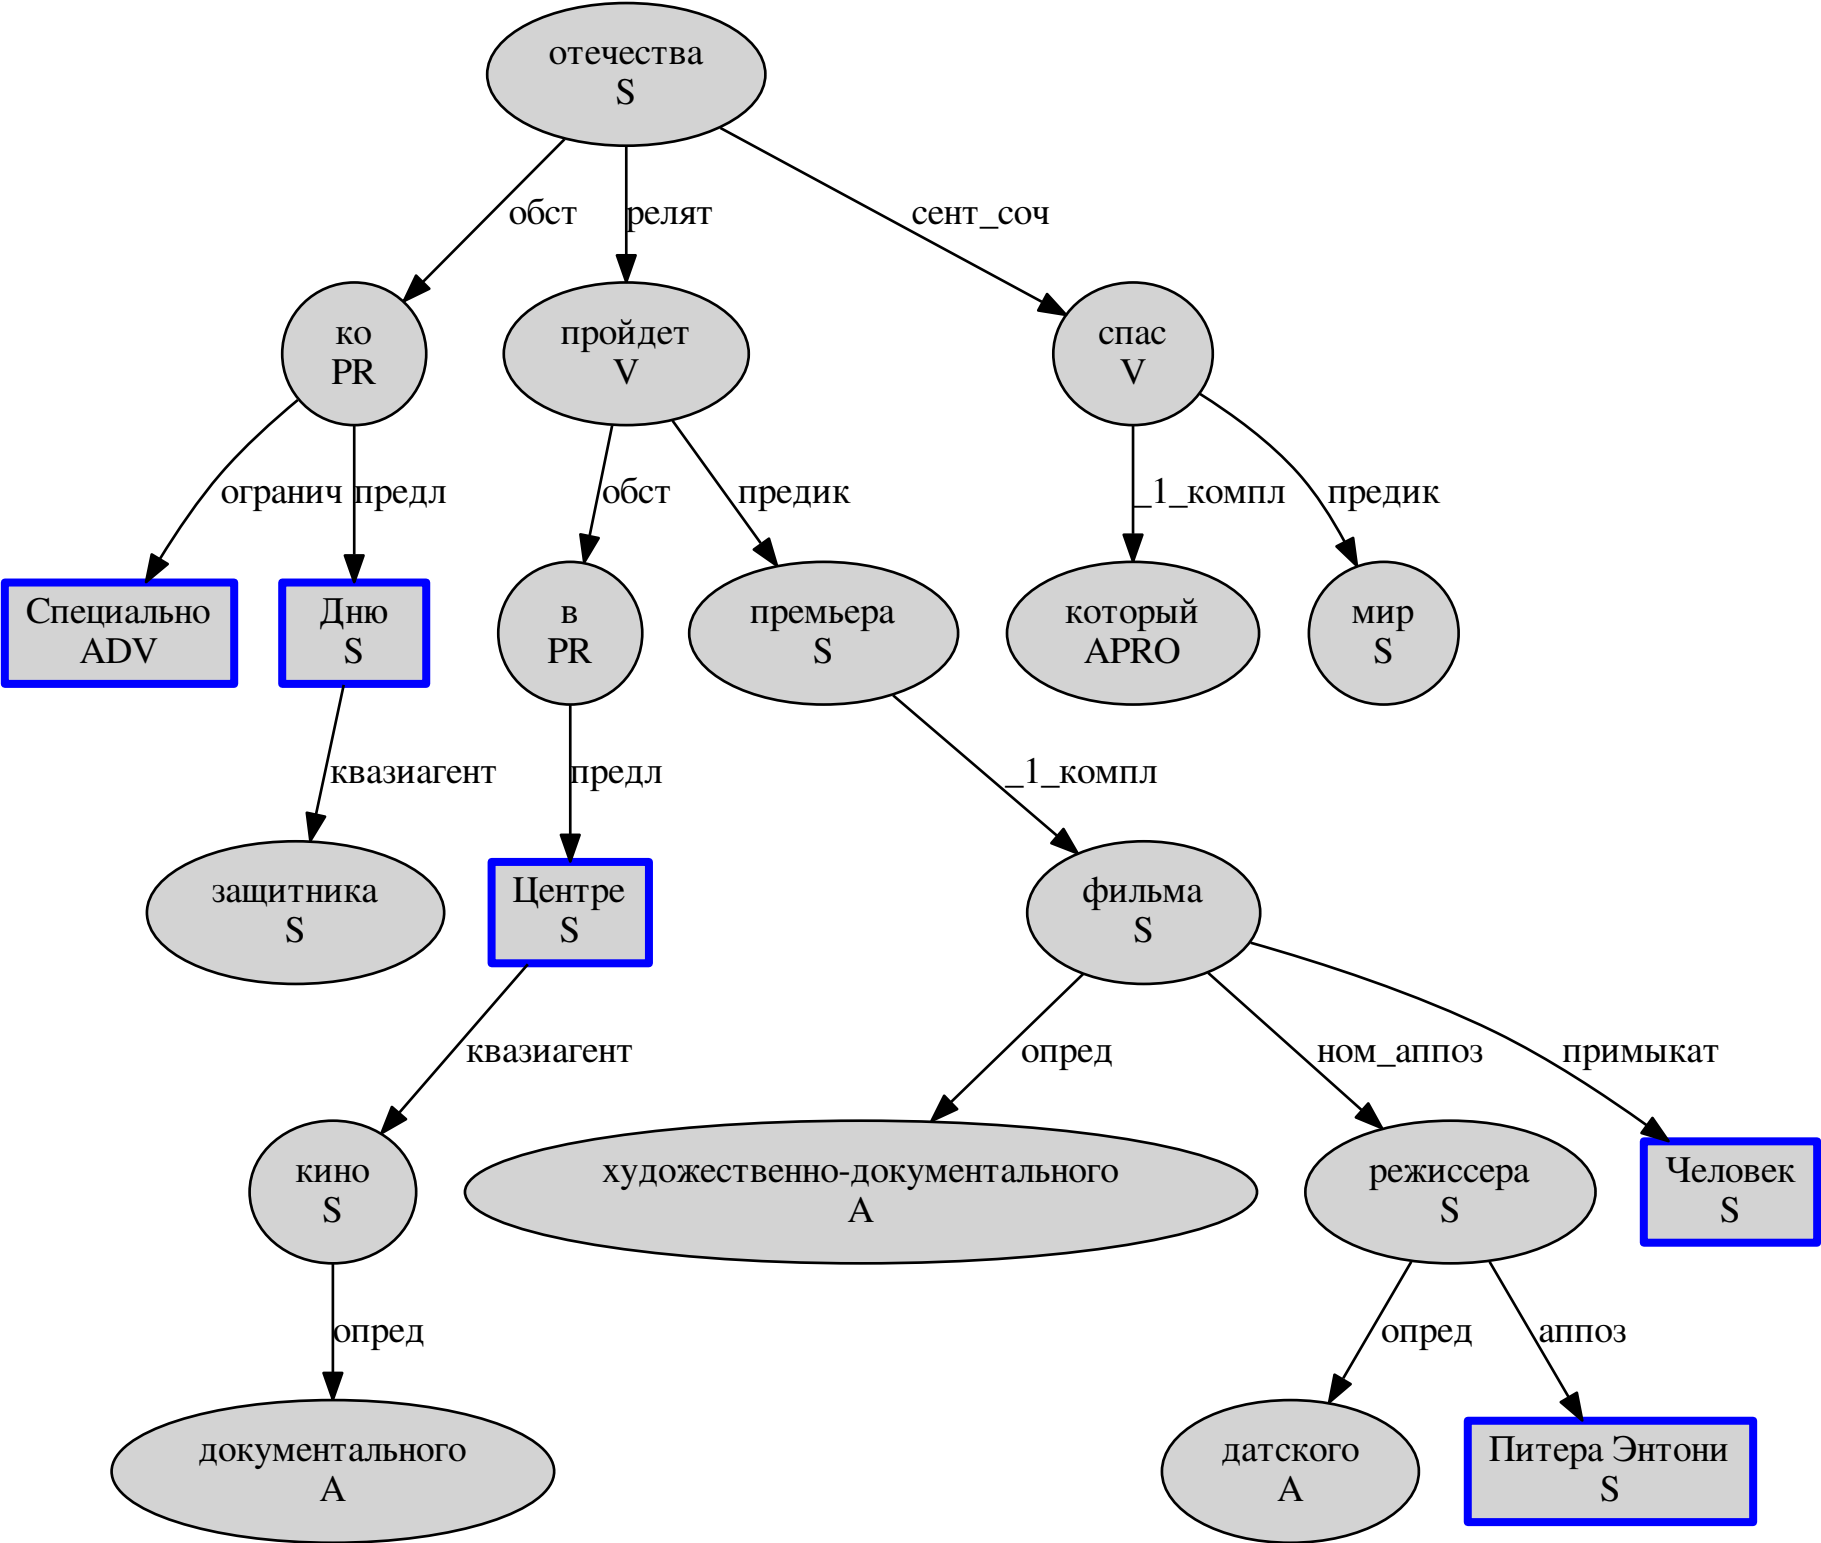 отечества
S
обст
релят
сент_соч
ко
PR
пройдет
V
спас
V
огранич
предл
обст
предик
_1_компл
предик
Специально
ADV
Дню
S
в
PR
премьера
S
который
APRO
мир
S
квазиагент
предл
_1_компл
защитника
S
Центре
S
фильма
S
квазиагент
опред
ном_аппоз
примыкат
кино
S
художественно-документального
A
режиссера
S
Человек
S
опред
опред
аппоз
документального
A
датского
A
Питера Энтони
S